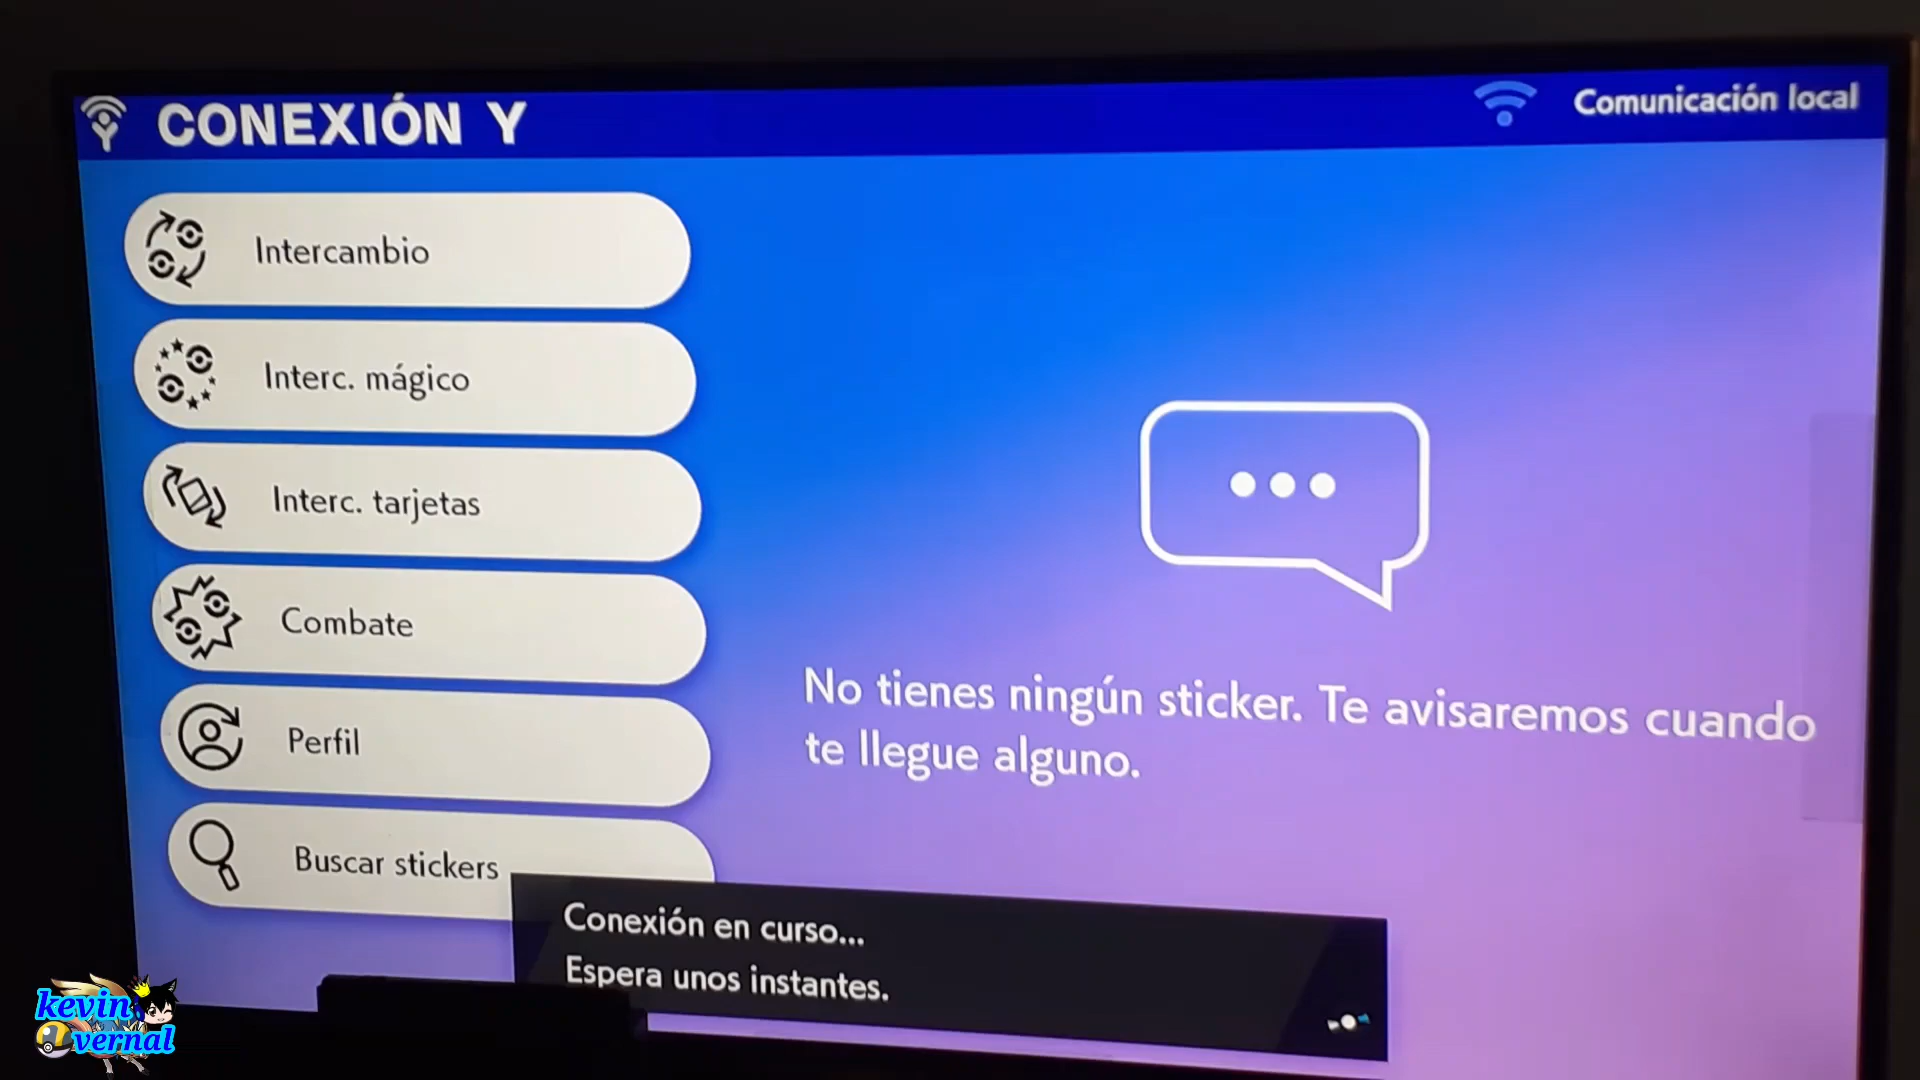 CONEXIÓN Y
Comunicación local
Intercambio
Interc. mágico
Interc. tarjetas
Combate
Perfil
Buscar stickers
No tienes ningún sticker. Te avisaremos cuando
te llegue alguno.
Conexión en curso...
Espera unos instantes.
kevin
vernal